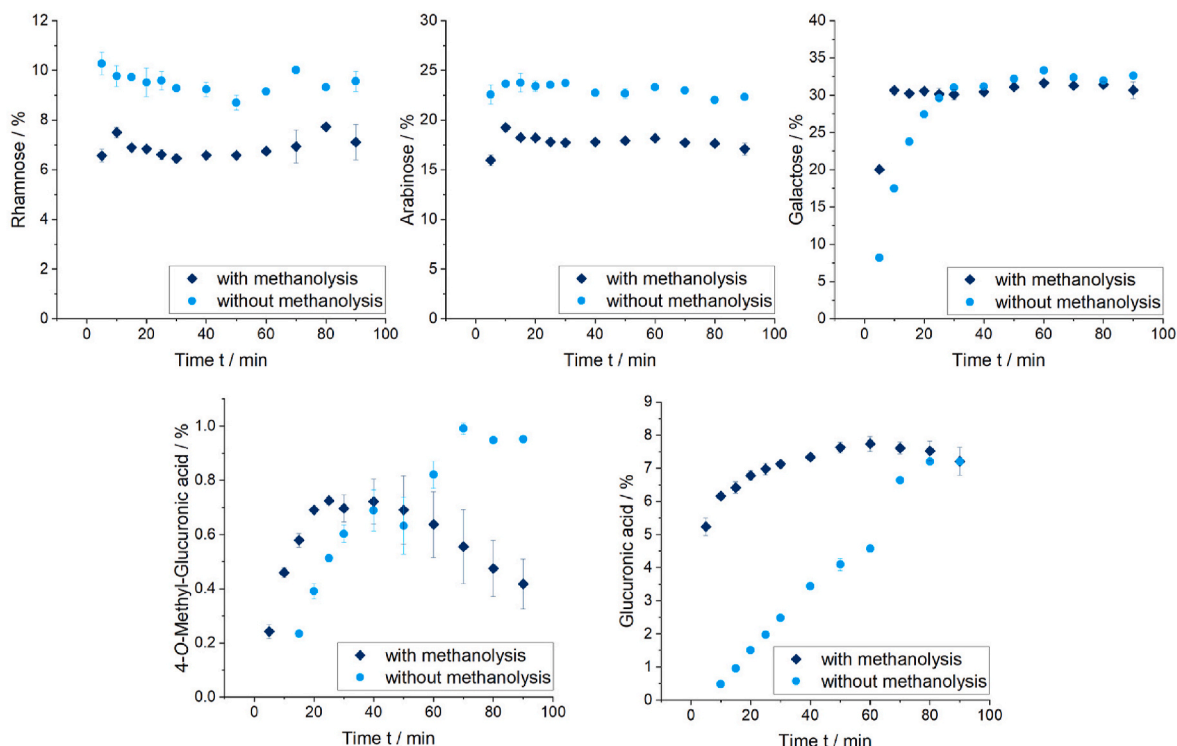 Rhamnose / %
12
10
8
6
4
2
0
with methanolysis
without methanolysis
0 20 40 60 80 100
Time t / min
Arabinose / %
30
25
20
15
10
5
0
with methanolysis
without methanolysis
0 20 40 60 80 100
Time t / min
Galactose / %
40
35
30
25
20
15
10
5
0
with methanolysis
without methanolysis
0 20 40 60 80 100
Time t / min
4-O-Methyl-Glucuronic acid / %
1.0
0.8
0.6
0.4
0.2
0.0
with methanolysis
without methanolysis
0 20 40 60 80 100
Time t / min
Glucuronic acid / %
9
8
7
6
5
4
3
2
1
0
with methanolysis
without methanolysis
0 20 40 60 80 100
Time t / min